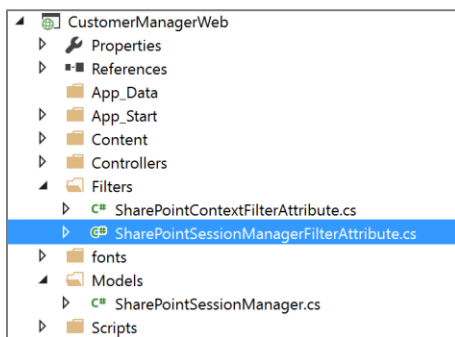 CustomerManagerWeb
Properties
References
App_Data
App_Start
Content
Controllers
Filters
C# SharePointContextFilterAttribute.cs
C# SharePointSessionManagerFilterAttribute.cs
fonts
Models
C# SharePointSessionManager.cs
Scripts